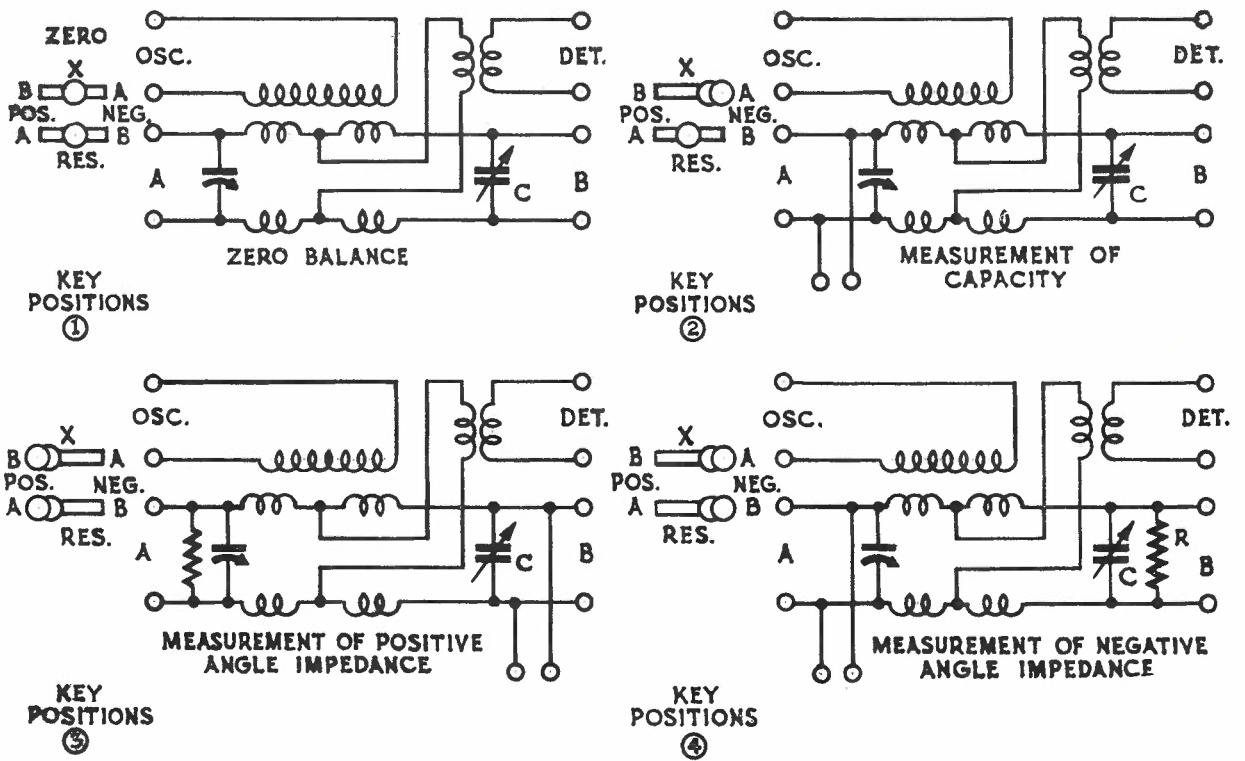 ZERO
X
B A
POS. NEG.
A B
RES.
OSC.
DET.
A
C
B
ZERO BALANCE
KEY
POSITIONS
①
X
B A
POS. NEG.
A B
RES.
OSC.
DET.
A
C
B
MEASUREMENT OF
CAPACITY
KEY
POSITIONS
②
X
B A
POS. NEG.
A B
RES.
OSC.
DET.
A
C
B
MEASUREMENT OF POSITIVE
ANGLE IMPEDANCE
KEY
POSITIONS
③
X
B A
POS. NEG.
A B
RES.
OSC.
DET.
A
C
R
B
MEASUREMENT OF NEGATIVE
ANGLE IMPEDANCE
KEY
POSITIONS
④